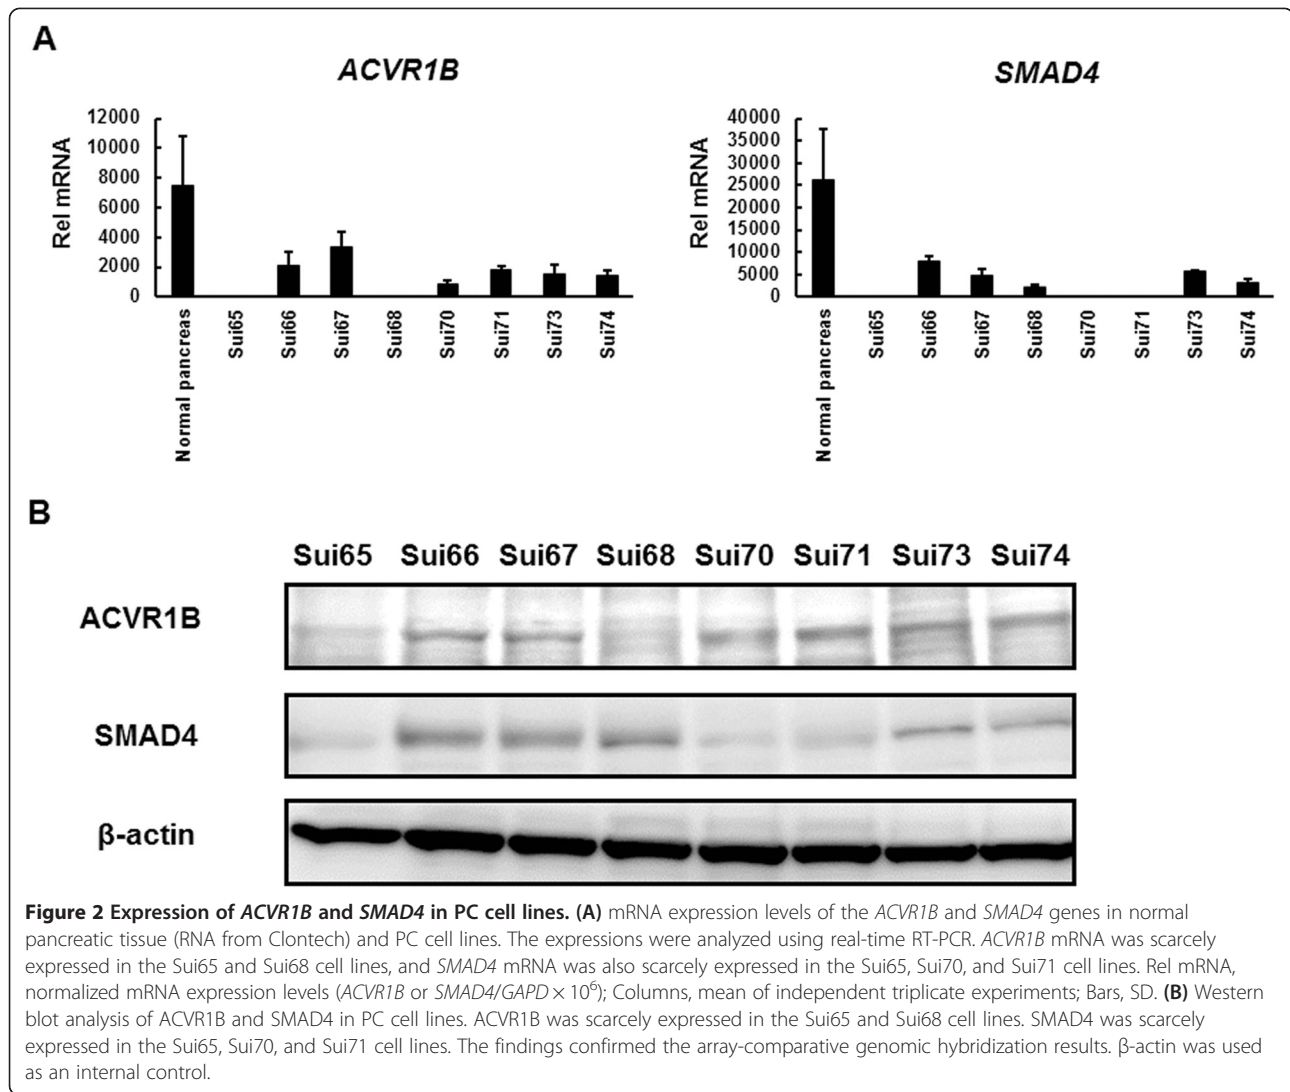 A
ACVR1B
SMAD4
Rel mRNA
12000
10000
8000
6000
4000
2000
0
Normal pancreas
Sui65
Sui66
Sui67
Sui68
Sui70
Sui71
Sui73
Sui74
Rel mRNA
40000
35000
30000
25000
20000
15000
10000
5000
0
Normal pancreas
Sui65
Sui66
Sui67
Sui68
Sui70
Sui71
Sui73
Sui74
B
Sui65 Sui66 Sui67 Sui68 Sui70 Sui71 Sui73 Sui74
ACVR1B
SMAD4
β-actin
Figure 2 Expression of ACVR1B and SMAD4 in PC cell lines. (A) mRNA expression levels of the ACVR1B and SMAD4 genes in normal
pancreatic tissue (RNA from Clontech) and PC cell lines. The expressions were analyzed using real-time RT-PCR. ACVR1B mRNA was scarcely
expressed in the Sui65 and Sui68 cell lines, and SMAD4 mRNA was also scarcely expressed in the Sui65, Sui70, and Sui71 cell lines. Rel mRNA,
normalized mRNA expression levels (ACVR1B or SMAD4/GAPD × 10⁶); Columns, mean of independent triplicate experiments; Bars, SD. (B) Western
blot analysis of ACVR1B and SMAD4 in PC cell lines. ACVR1B was scarcely expressed in the Sui65 and Sui68 cell lines. SMAD4 was scarcely
expressed in the Sui65, Sui70, and Sui71 cell lines. The findings confirmed the array-comparative genomic hybridization results. β-actin was used
as an internal control.